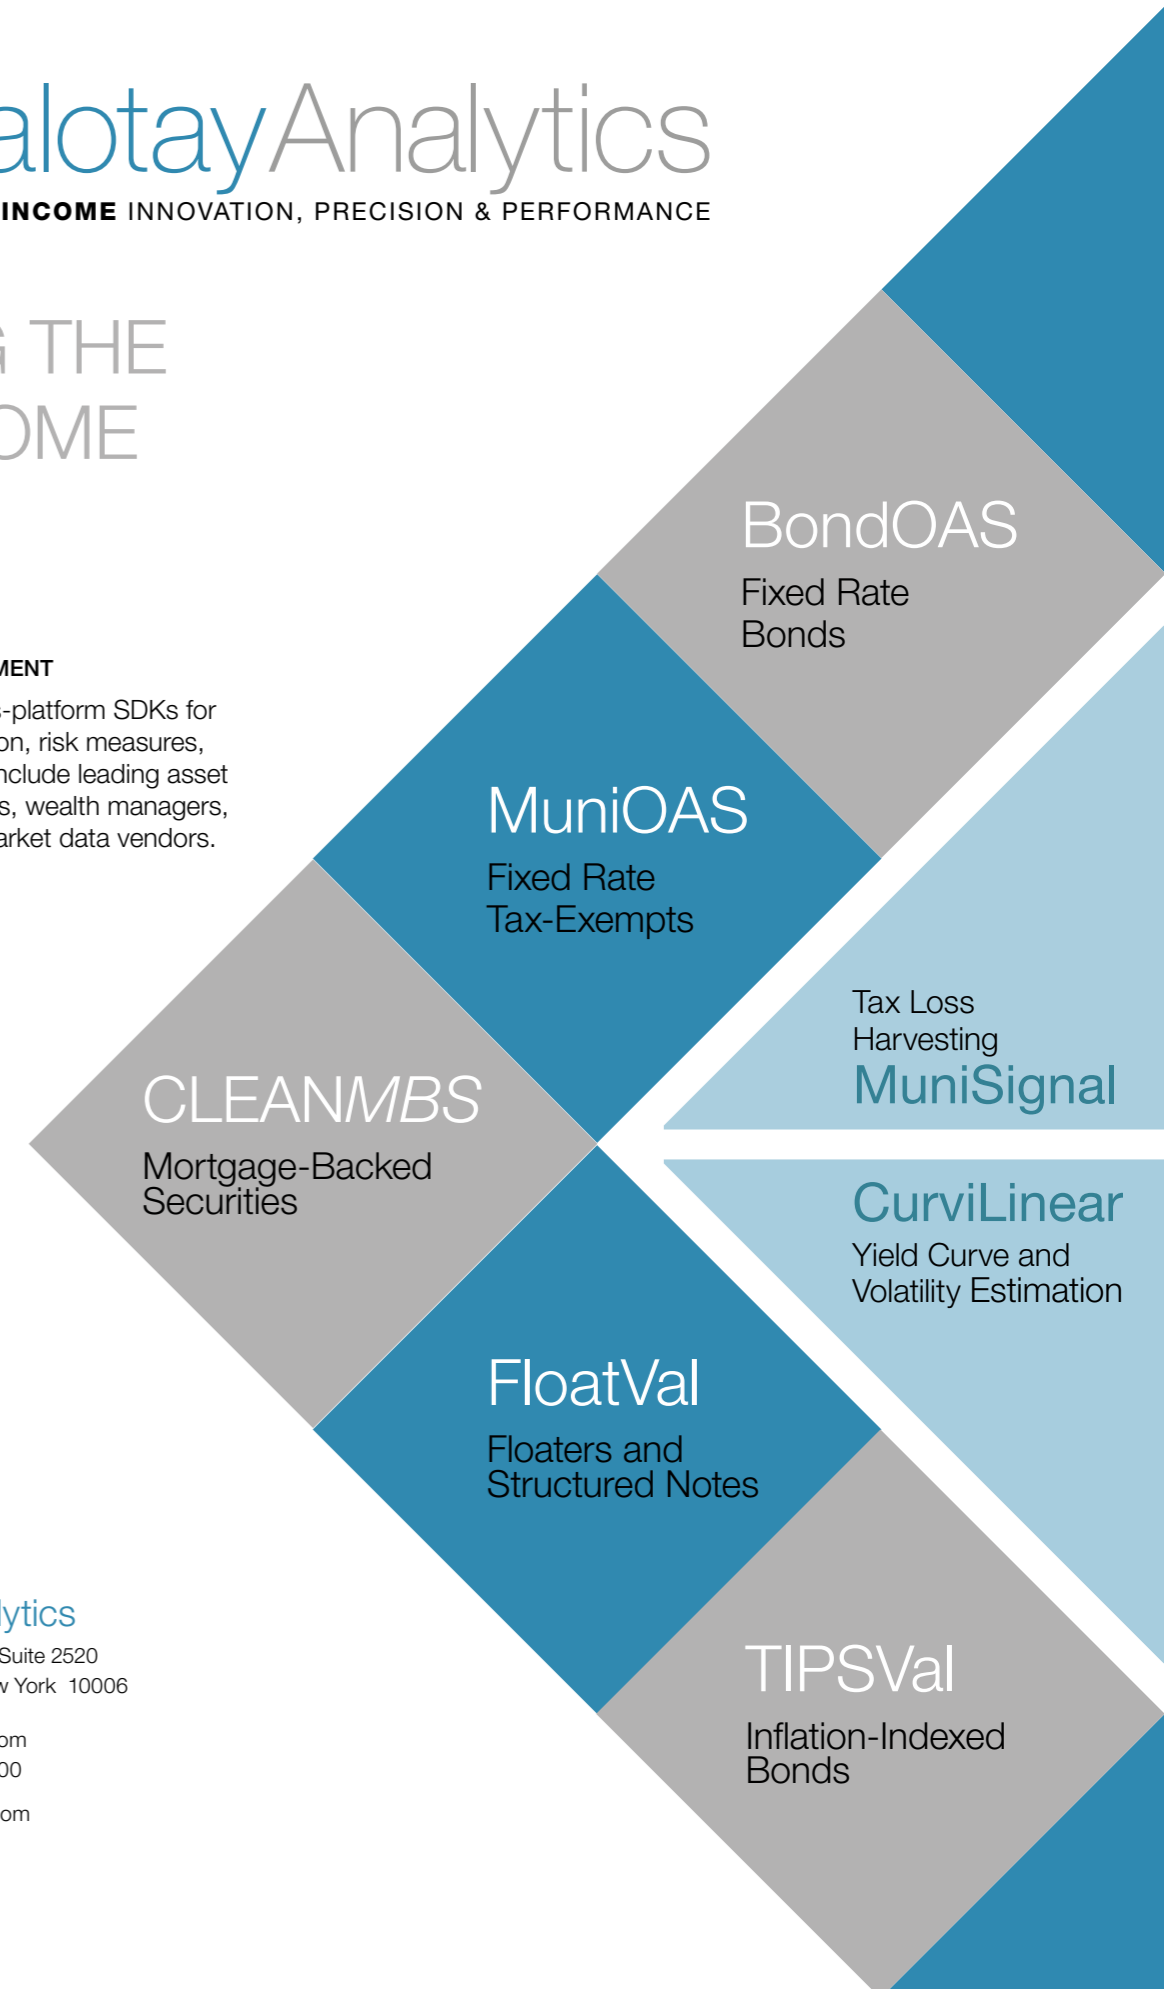 alotayAnalytics
INCOME INNOVATION, PRECISION & PERFORMANCE
G THE
OME
BondOAS
Fixed Rate
Bonds
MENT
s-platform SDKs for
on, risk measures,
nclude leading asset
s, wealth managers,
arket data vendors.
MuniOAS
Fixed Rate
Tax-Exempts
Tax Loss
Harvesting
MuniSignal
CLEANMBS
Mortgage-Backed
Securities
CurviLinear
Yield Curve and
Volatility Estimation
FloatVal
Floaters and
Structured Notes
lytics
Suite 2520
w York 10006
om
00
om
TIPSVal
Inflation-Indexed
Bonds